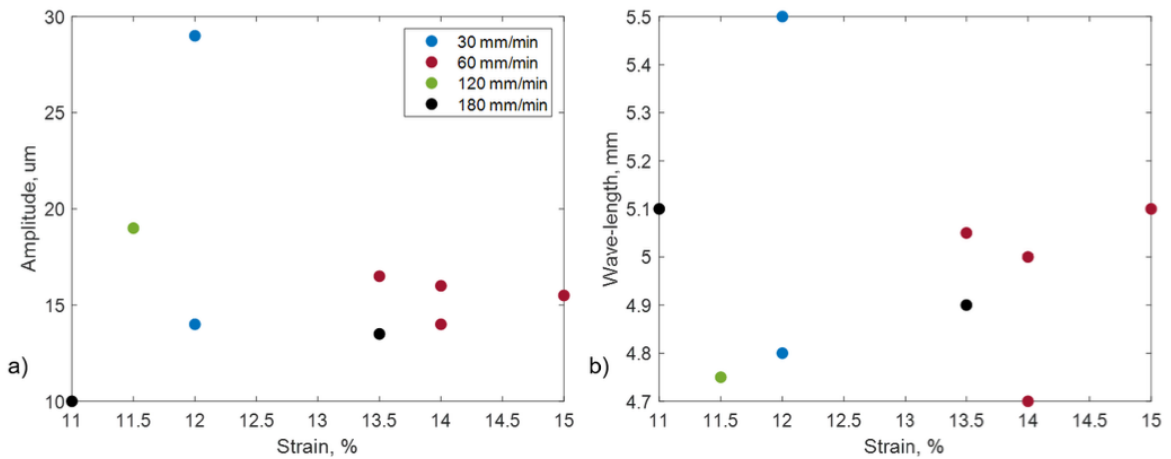 30
25
20
15
10
Amplitude, um
30 mm/min
60 mm/min
120 mm/min
180 mm/min
a)
11 11.5 12 12.5 13 13.5 14 14.5 15
Strain, %
5.5
5.4
5.3
5.2
5.1
5
4.9
4.8
4.7
Wave-length, mm
b)
11 11.5 12 12.5 13 13.5 14 14.5 15
Strain, %